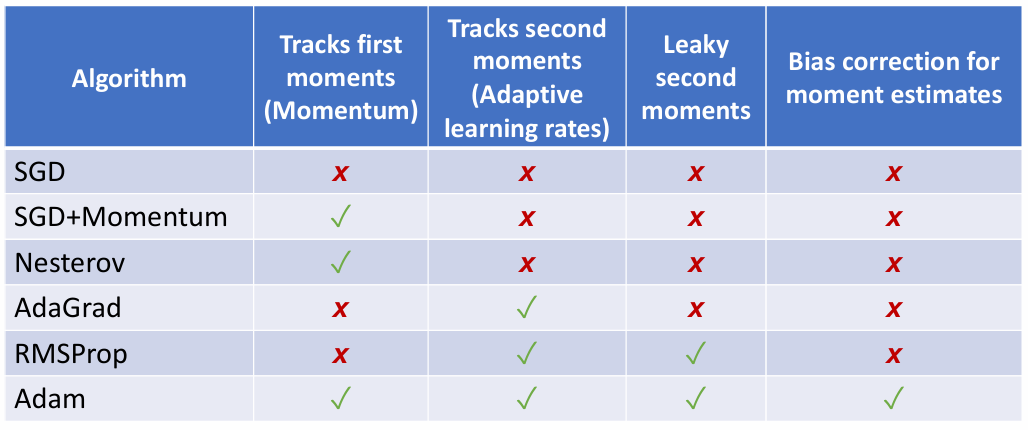 Algorithm
Tracks first
moments
(Momentum)
Tracks second
moments
(Adaptive
learning rates)
Leaky
second
moments
Bias correction for
moment estimates
SGD x x x x
SGD+Momentum ✓ x x x
Nesterov ✓ x x x
AdaGrad x ✓ x x
RMSProp x ✓ ✓ x
Adam ✓ ✓ ✓ ✓